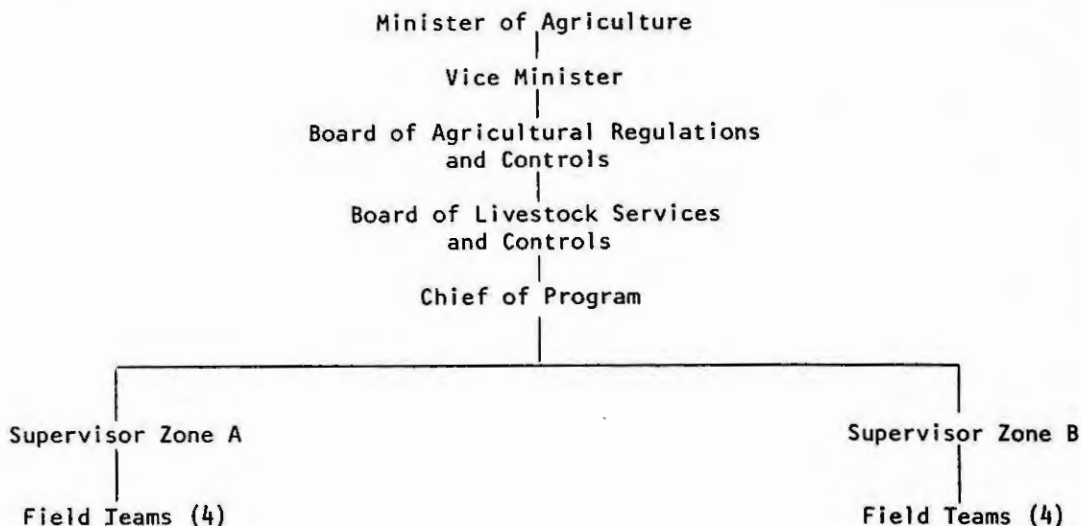 Minister of Agriculture
Vice Minister
Board of Agricultural Regulations
and Controls
Board of Livestock Services
and Controls
Chief of Program
Supervisor Zone A
Supervisor Zone B
Field Teams (4)
Field Teams (4)